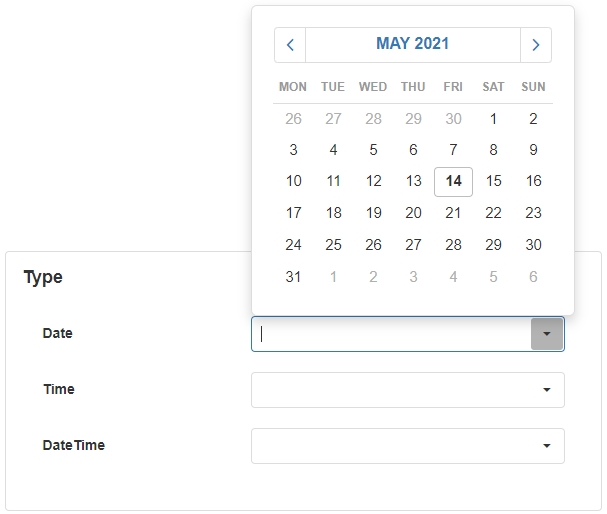 MAY 2021
MON TUE WED THU FRI SAT SUN
26 27 28 29 30 1 2
3 4 5 6 7 8 9
10 11 12 13 14 15 16
17 18 19 20 21 22 23
24 25 26 27 28 29 30
31 1 2 3 4 5 6
Type
Date
Time
DateTime